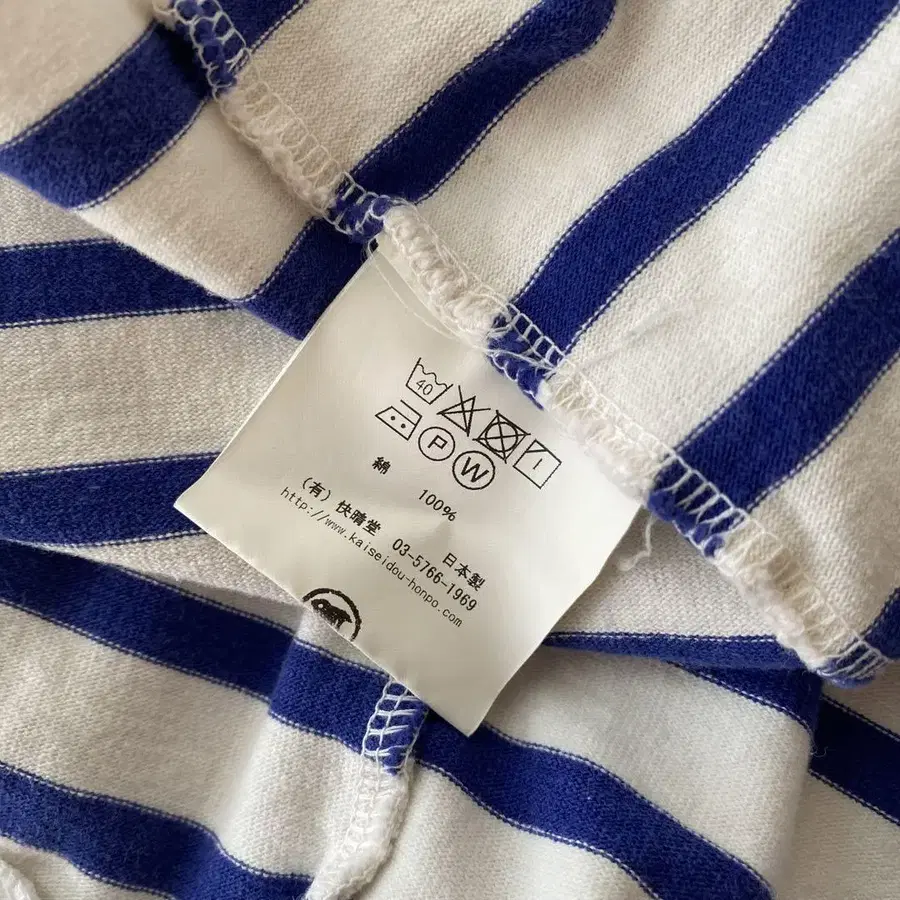 40
P W
綿 100%
日本製
(有) 快晴堂 03-5766-1969
http://www.kaiseidou-honpo.com